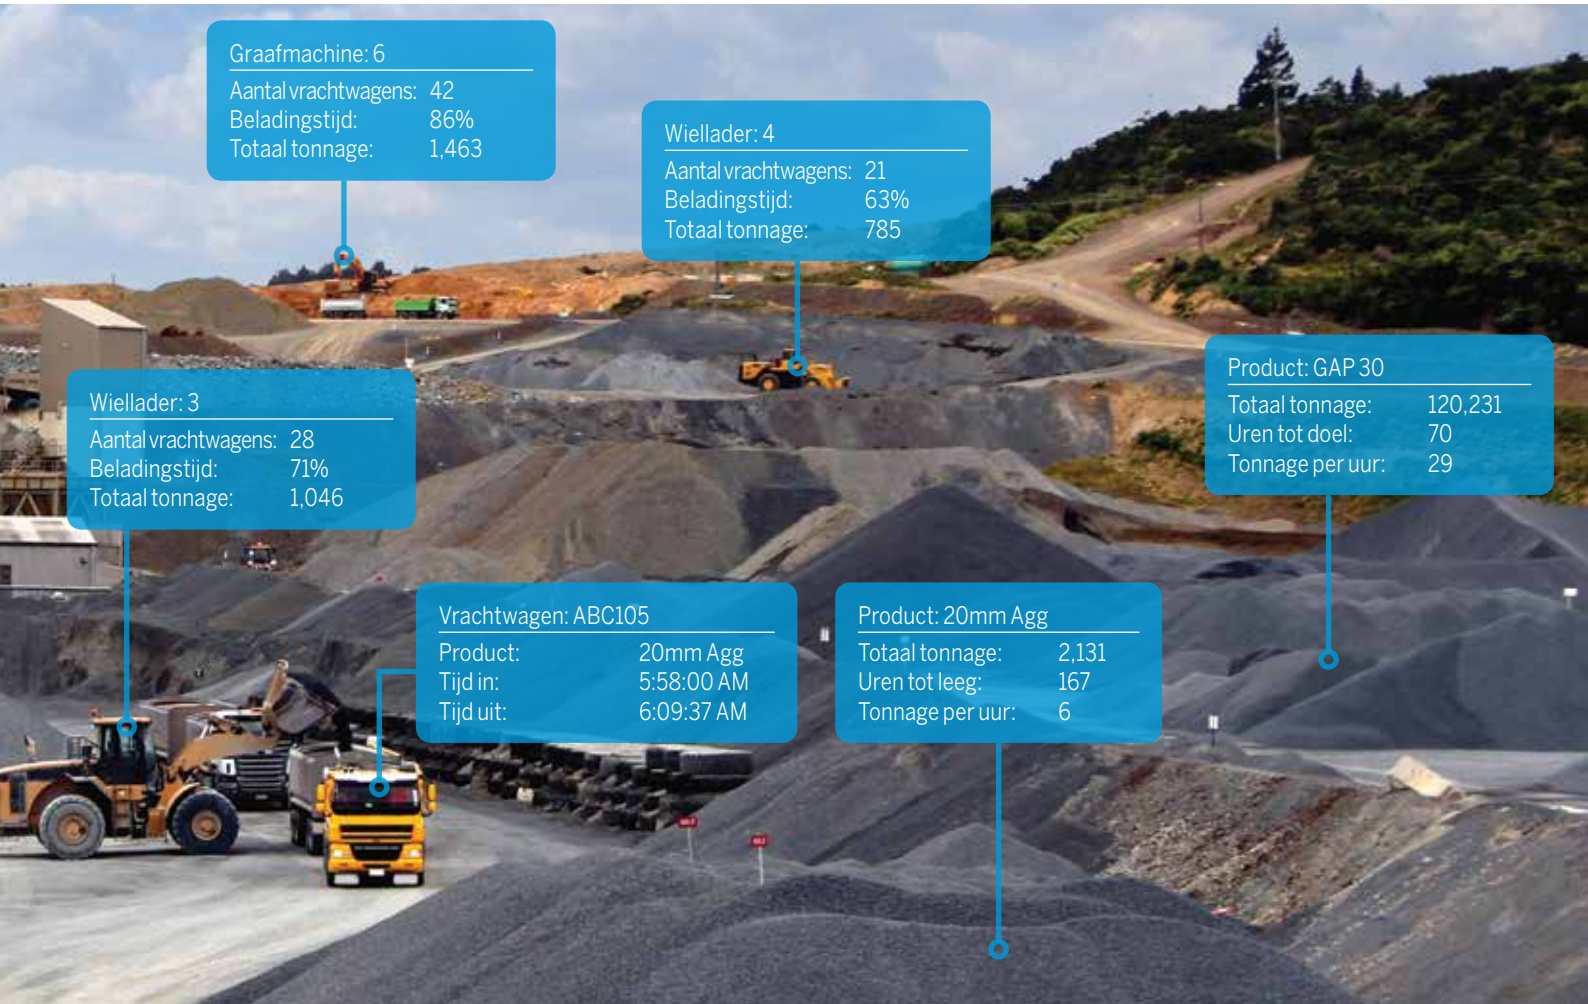 Graafmachine: 6
Aantal vrachtwagens: 42
Beladingstijd: 86%
Totaal tonnage: 1,463
Wiellader: 4
Aantal vrachtwagens: 21
Beladingstijd: 63%
Totaal tonnage: 785
Product: GAP 30
Totaal tonnage: 120,231
Uren tot doel: 70
Tonnage per uur: 29
Wiellader: 3
Aantal vrachtwagens: 28
Beladingstijd: 71%
Totaal tonnage: 1,046
Vrachtwagen: ABC105
Product: 20mm Agg
Tijd in: 5:58:00 AM
Tijd uit: 6:09:37 AM
Product: 20mm Agg
Totaal tonnage: 2,131
Uren tot leeg: 167
Tonnage per uur: 6